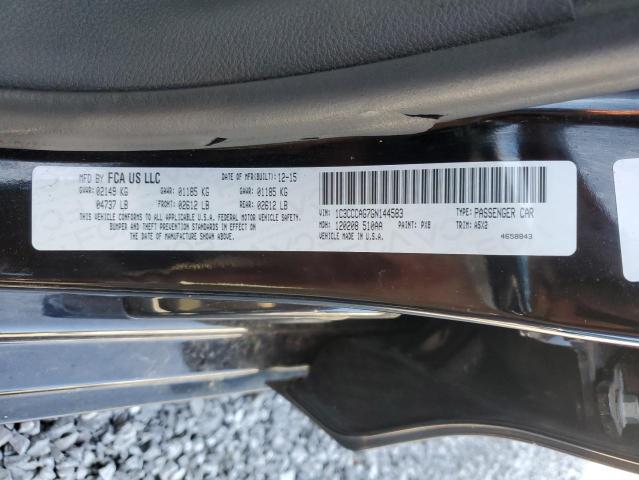 MFD BY FCA US LLC DATE OF MFR(BUILT): 12-15
GVWR: 02149 KG GAWR: 01185 KG GAWR: 01185 KG
04737 LB FRONT: 02612 LB REAR: 02612 LB
THIS VEHICLE CONFORMS TO ALL APPLICABLE U.S.A. FEDERAL MOTOR VEHICLE SAFETY,
BUMPER AND THEFT PREVENTION STANDARDS IN EFFECT ON
THE DATE OF MANUFACTURE SHOWN ABOVE.
VIN: 1C3CCCAG7GN144583 TYPE: PASSENGER CAR
MDH: 120208 510AA PAINT: PX8 TRIM: A5X9
VEHICLE MADE IN U.S.A. 4658843